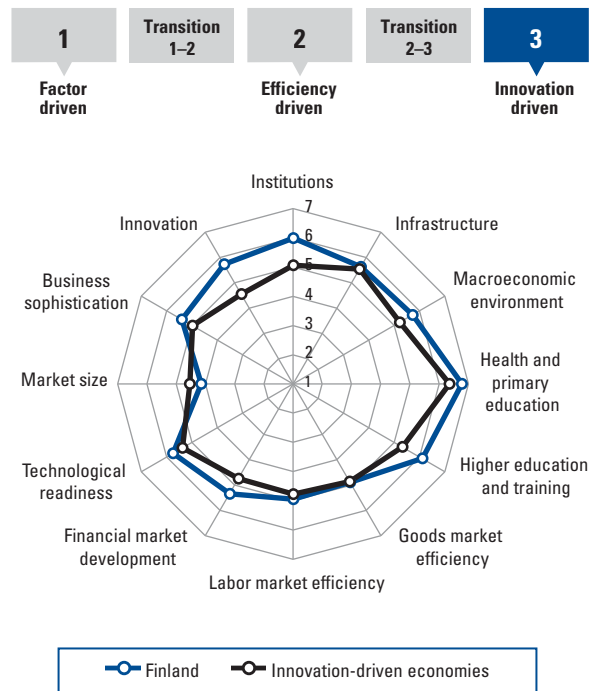 1
Transition
1–2
2
Transition
2–3
3
Factor
driven
Efficiency
driven
Innovation
driven
Institutions
Infrastructure
Macroeconomic
environment
Health and
primary
education
Higher education
and training
Goods market
efficiency
Labor market efficiency
Financial market
development
Technological
readiness
Market size
Business
sophistication
Innovation
7
6
5
4
3
2
1
Finland
Innovation-driven economies